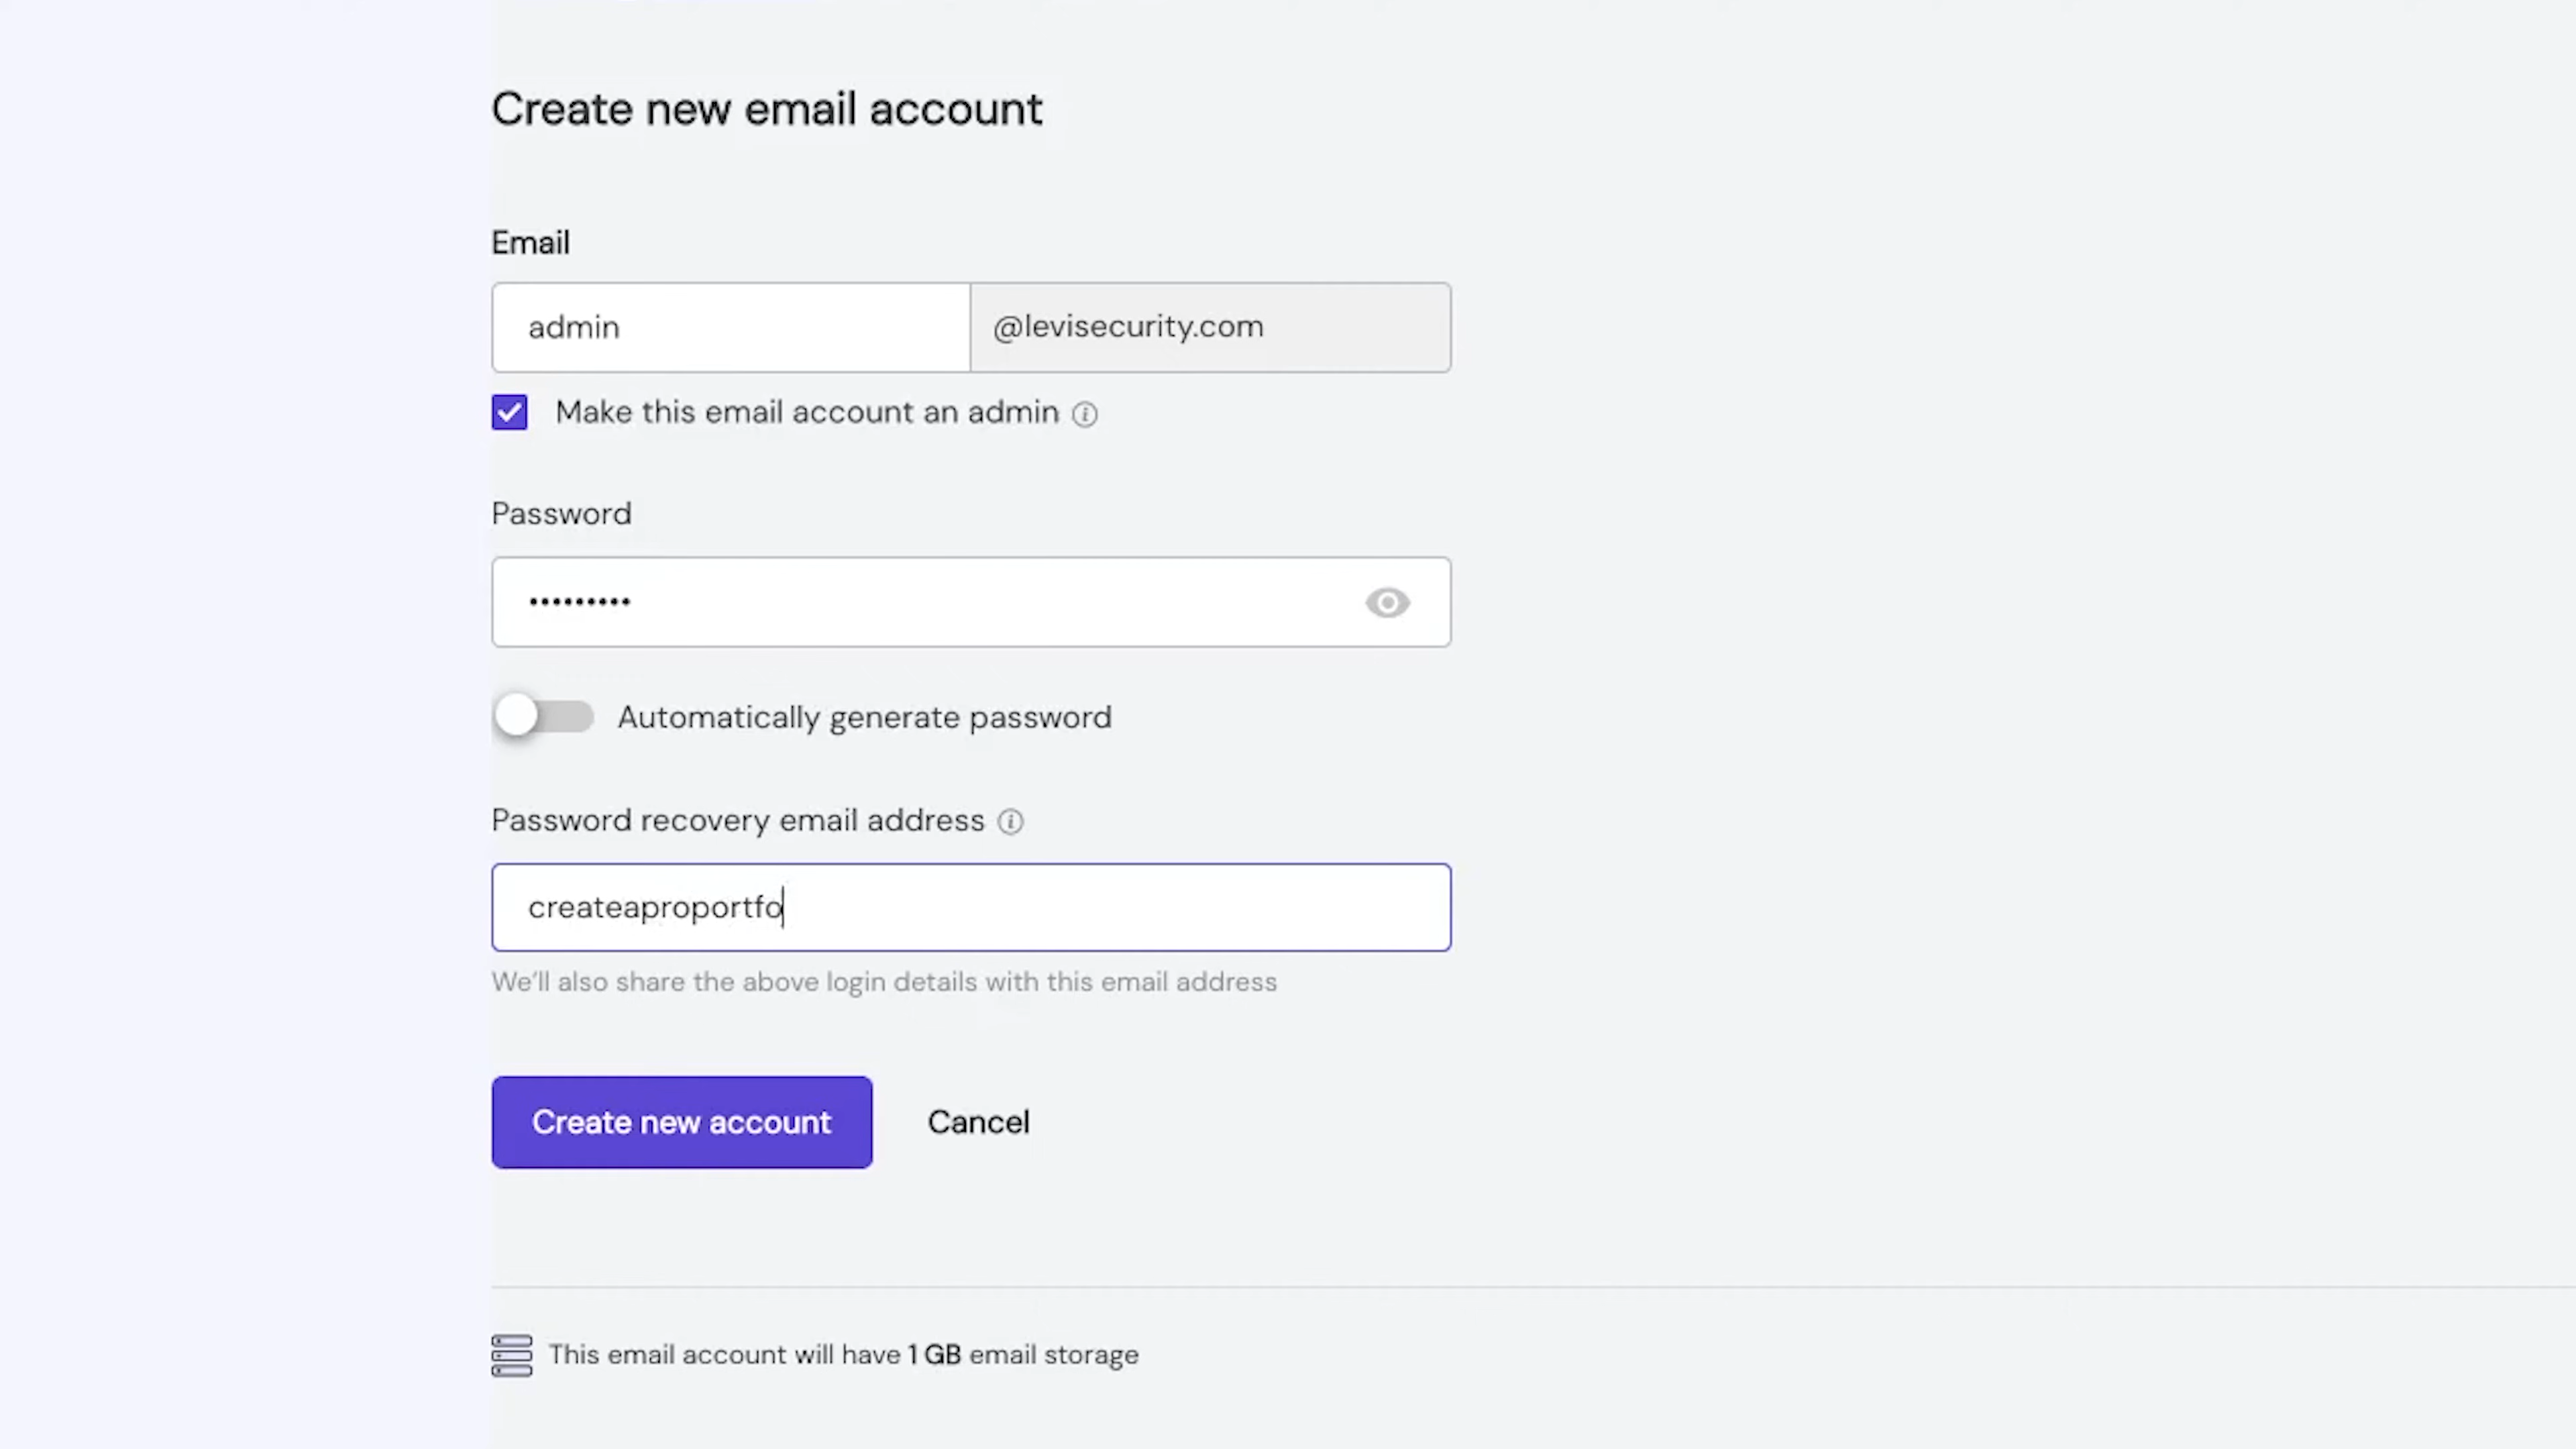 Create new email account
Email
admin
@levisecurity.com
Make this email account an admin
Password
•••••••••
Automatically generate password
Password recovery email address
createaproportfo
We'll also share the above login details with this email address
Create new account
Cancel
This email account will have 1 GB email storage